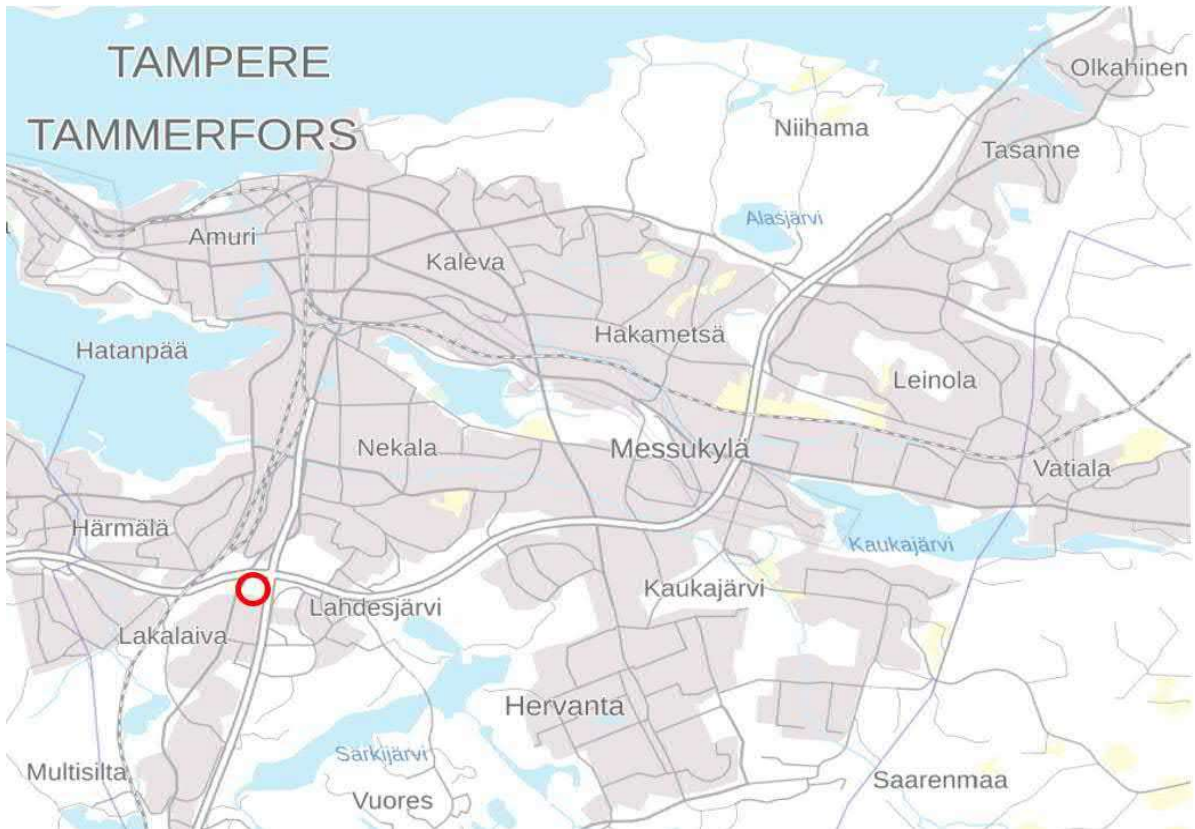 TAMPERE
Olkahinen
TAMMERFORS
Niihama
Tasanne
Alasjärvi
Amuri
Kaleva
Hakametsä
Hatanpää
Leinola
Nekala
Messukylä
Vatiala
Härmälä
Kaukajärvi
Kaukajärvi
Lahdesjärvi
Lakalaiva
Hervanta
Särkijärvi
Multisilta
Saarenmaa
Vuores